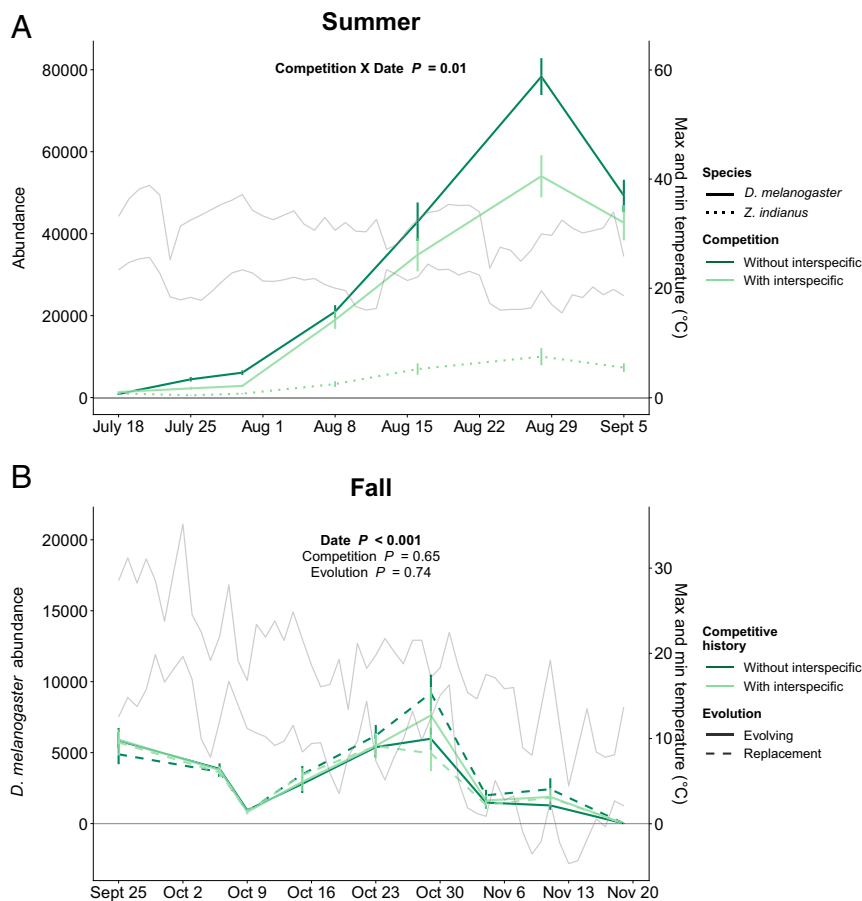 A
Summer
Competition X Date P = 0.01
80000
60000
40000
20000
0
Abundance
60
40
20
0
Max and min temperature (°C)
July 18
July 25
Aug 1
Aug 8
Aug 15
Aug 22
Aug 29
Sept 5
Species
D. melanogaster
Z. indianus
Competition
Without interspecific
With interspecific
B
Fall
Date P < 0.001
Competition P = 0.65
Evolution P = 0.74
20000
15000
10000
5000
0
D. melanogaster abundance
30
20
10
0
Max and min temperature (°C)
Sept 25
Oct 2
Oct 9
Oct 16
Oct 23
Oct 30
Nov 6
Nov 13
Nov 20
Competitive
history
Without interspecific
With interspecific
Evolution
Evolving
Replacement